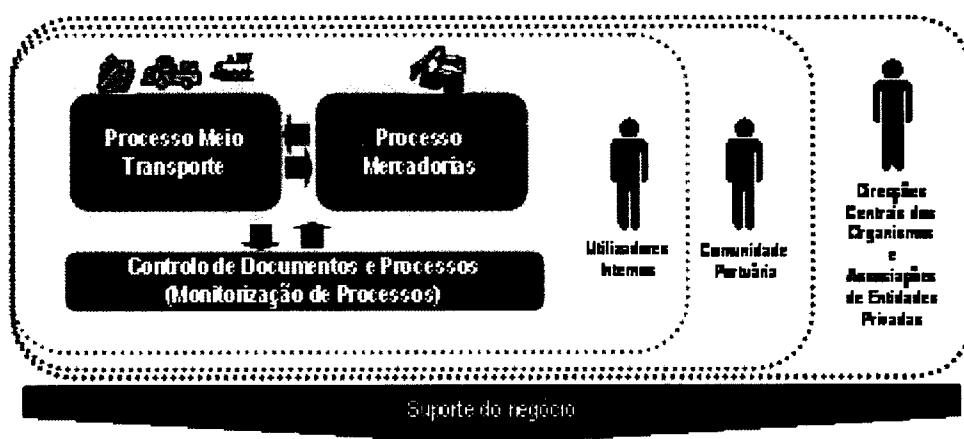 Processo Meio
Transporte
Processo
Mercadorias
Controlo de Documentos e Processos
(Monitorização de Processos)
Utilizadores
Internos
Comunidade
Portuária
Direcções
Centrais dos
Organismos
e
Associações
de Entidades
Privadas
Suporte do negócio